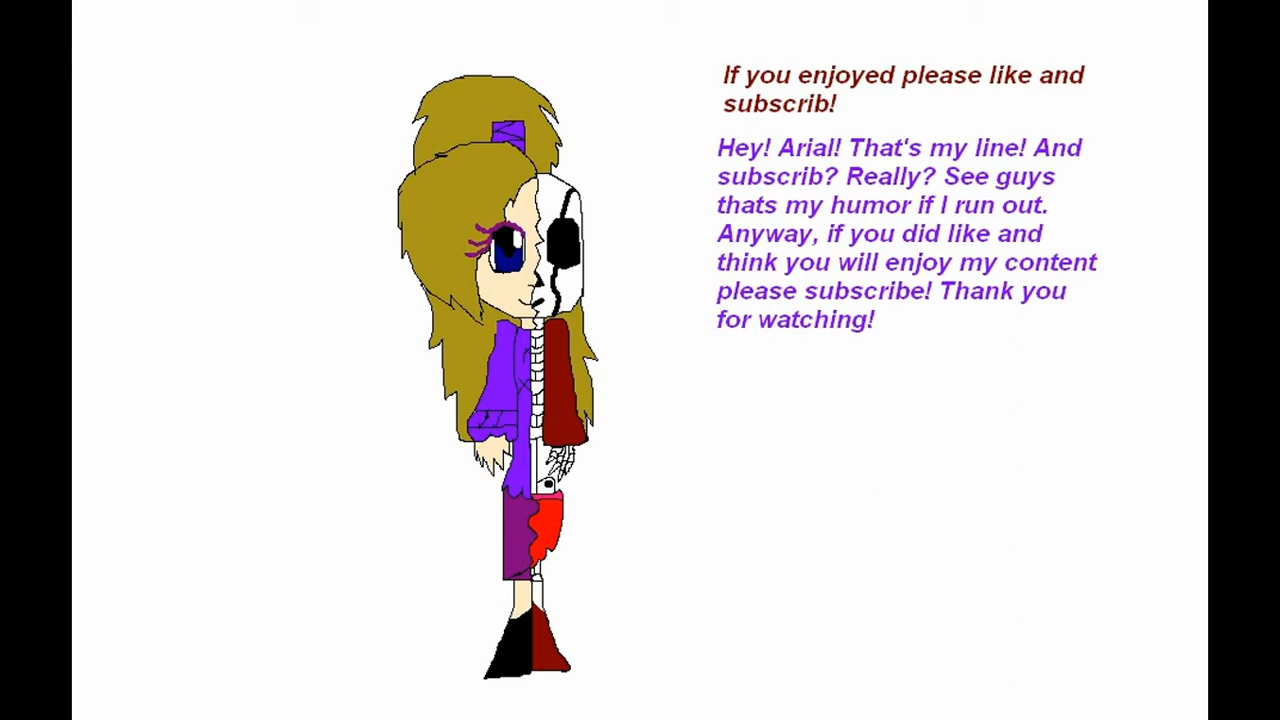 If you enjoyed please like and
subscrib!
Hey! Arial! That's my line! And
subscrib? Really? See guys
thats my humor if I run out.
Anyway, if you did like and
think you will enjoy my content
please subscribe! Thank you
for watching!